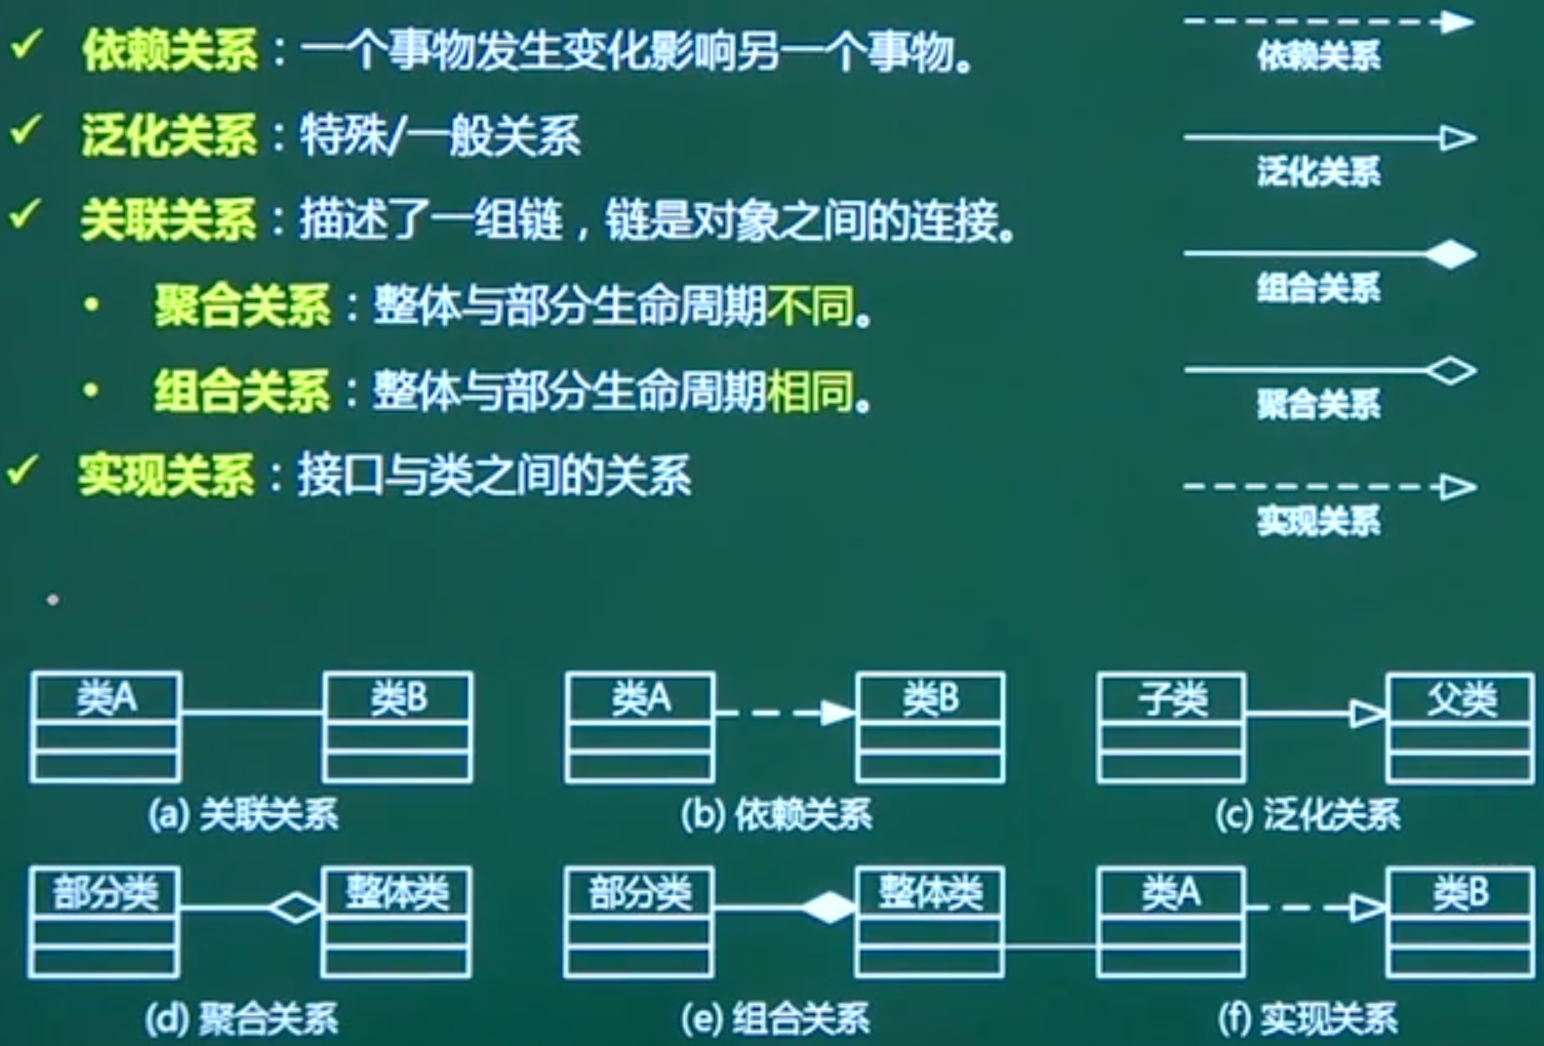 ✓ 依赖关系：一个事物发生变化影响另一个事物。
✓ 泛化关系：特殊/一般关系
✓ 关联关系：描述了一组链，链是对象之间的连接。
• 聚合关系：整体与部分生命周期不同。
• 组合关系：整体与部分生命周期相同。
✓ 实现关系：接口与类之间的关系
依赖关系
泛化关系
组合关系
聚合关系
实现关系
类A 类B
(a) 关联关系
类A 类B
(b) 依赖关系
子类 父类
(c) 泛化关系
部分类 整体类
(d) 聚合关系
部分类 整体类
(e) 组合关系
类A 类B
(f) 实现关系